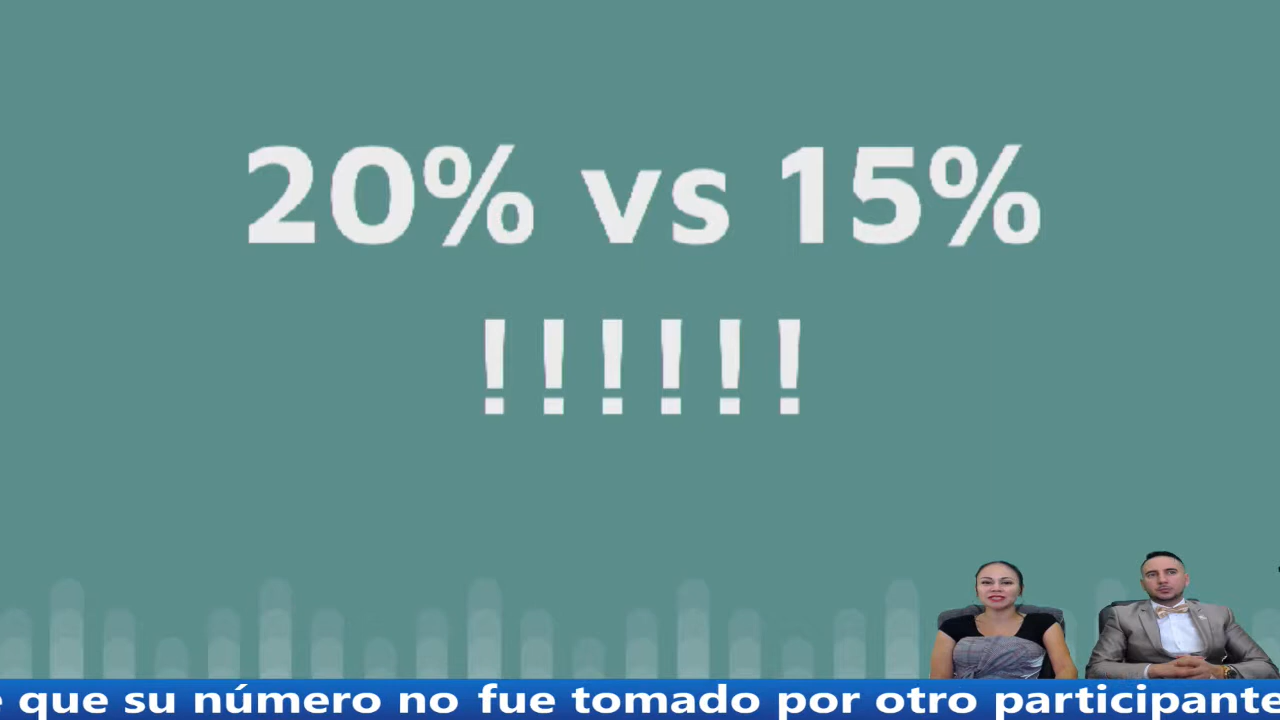 20% vs 15%
!!!!!!
que su número no fue tomado por otro participante